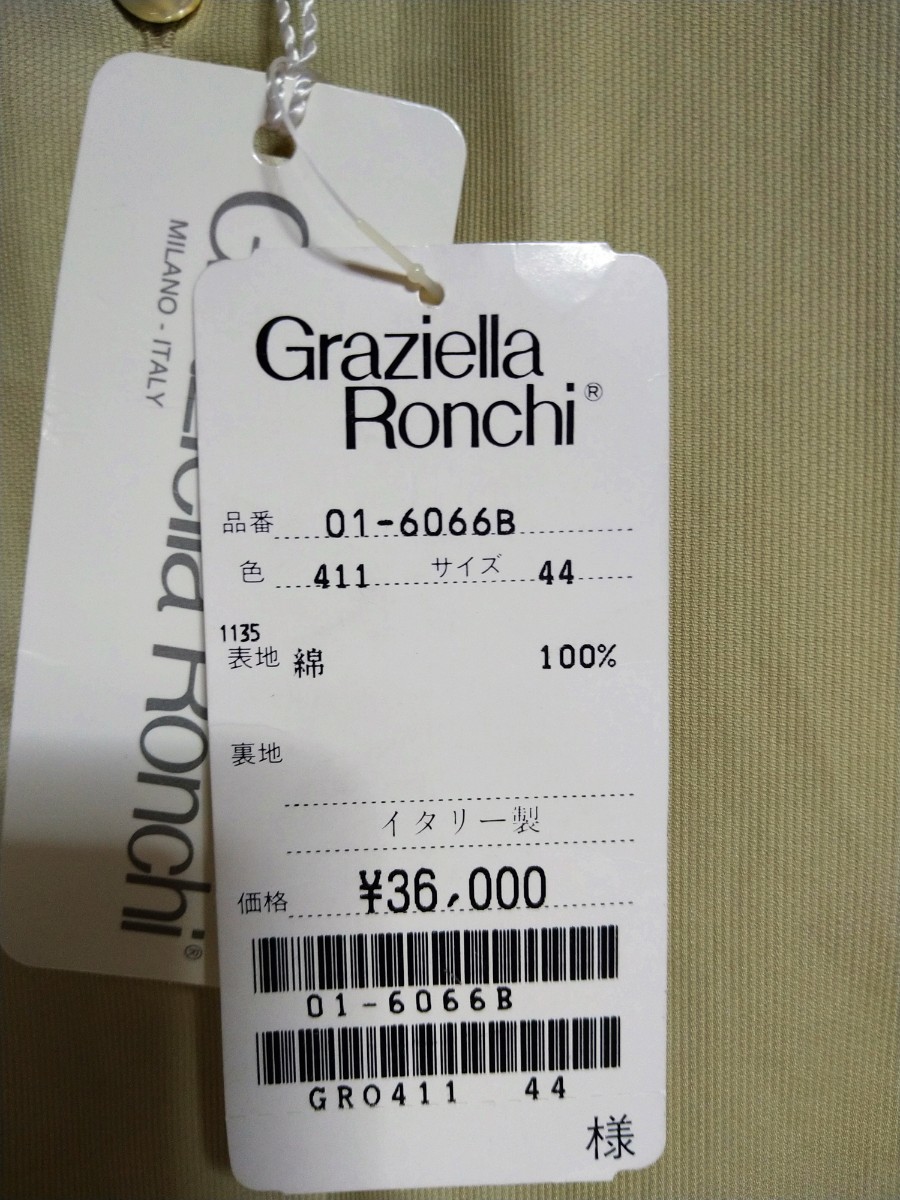 Graziella
Ronchi®
品番 01-6066B
色 411 サイズ 44
1135
表地 綿 100%
裏地
イタリー製
価格 ¥36,000
01-6066B
GR0411 44
様
MILANO - ITALY
Ronchi®